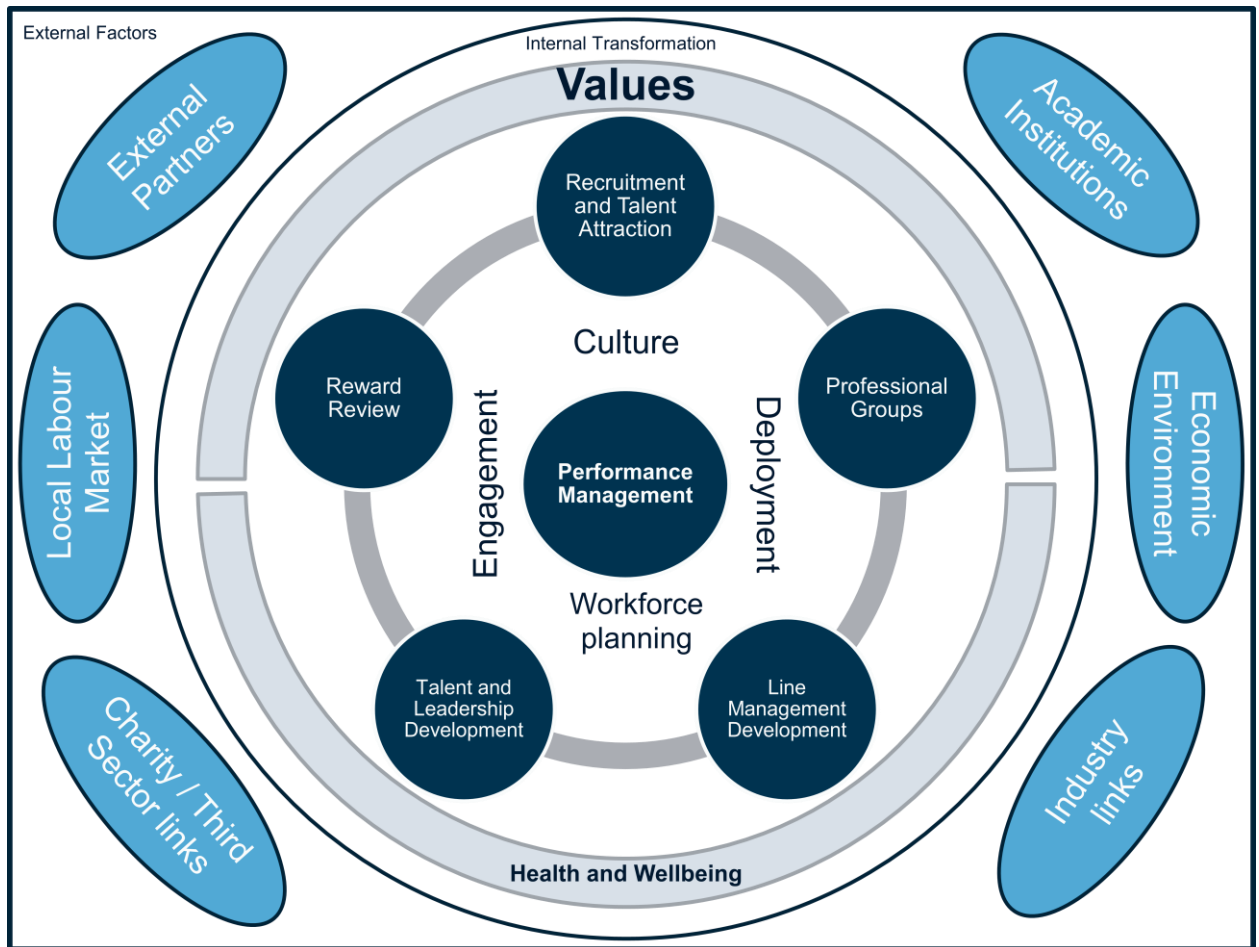 External Factors
Internal Transformation
Values
External
Partners
Academic
Institutions
Recruitment
and Talent
Attraction
Culture
Reward
Review
Professional
Groups
Engagement
Deployment
Performance
Management
Local Labour
Market
Economic
Environment
Workforce
planning
Talent and
Leadership
Development
Line
Management
Development
Charity / Third
Sector links
Industry
links
Health and Wellbeing